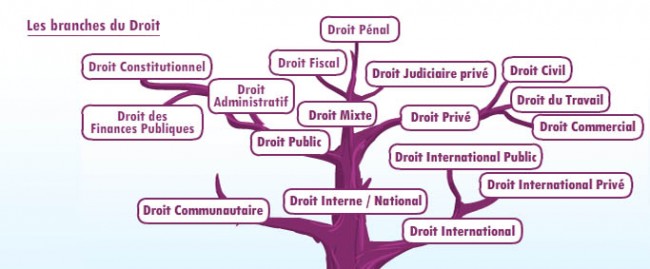 Les branches du Droit
Droit Pénal
Droit Constitutionnel
Droit Fiscal
Droit Judiciaire privé
Droit Civil
Droit
Administratif
Droit des
Finances Publiques
Droit Mixte
Droit Privé
Droit du Travail
Droit Commercial
Droit Public
Droit International Public
Droit International Privé
Droit Interne / National
Droit Communautaire
Droit International